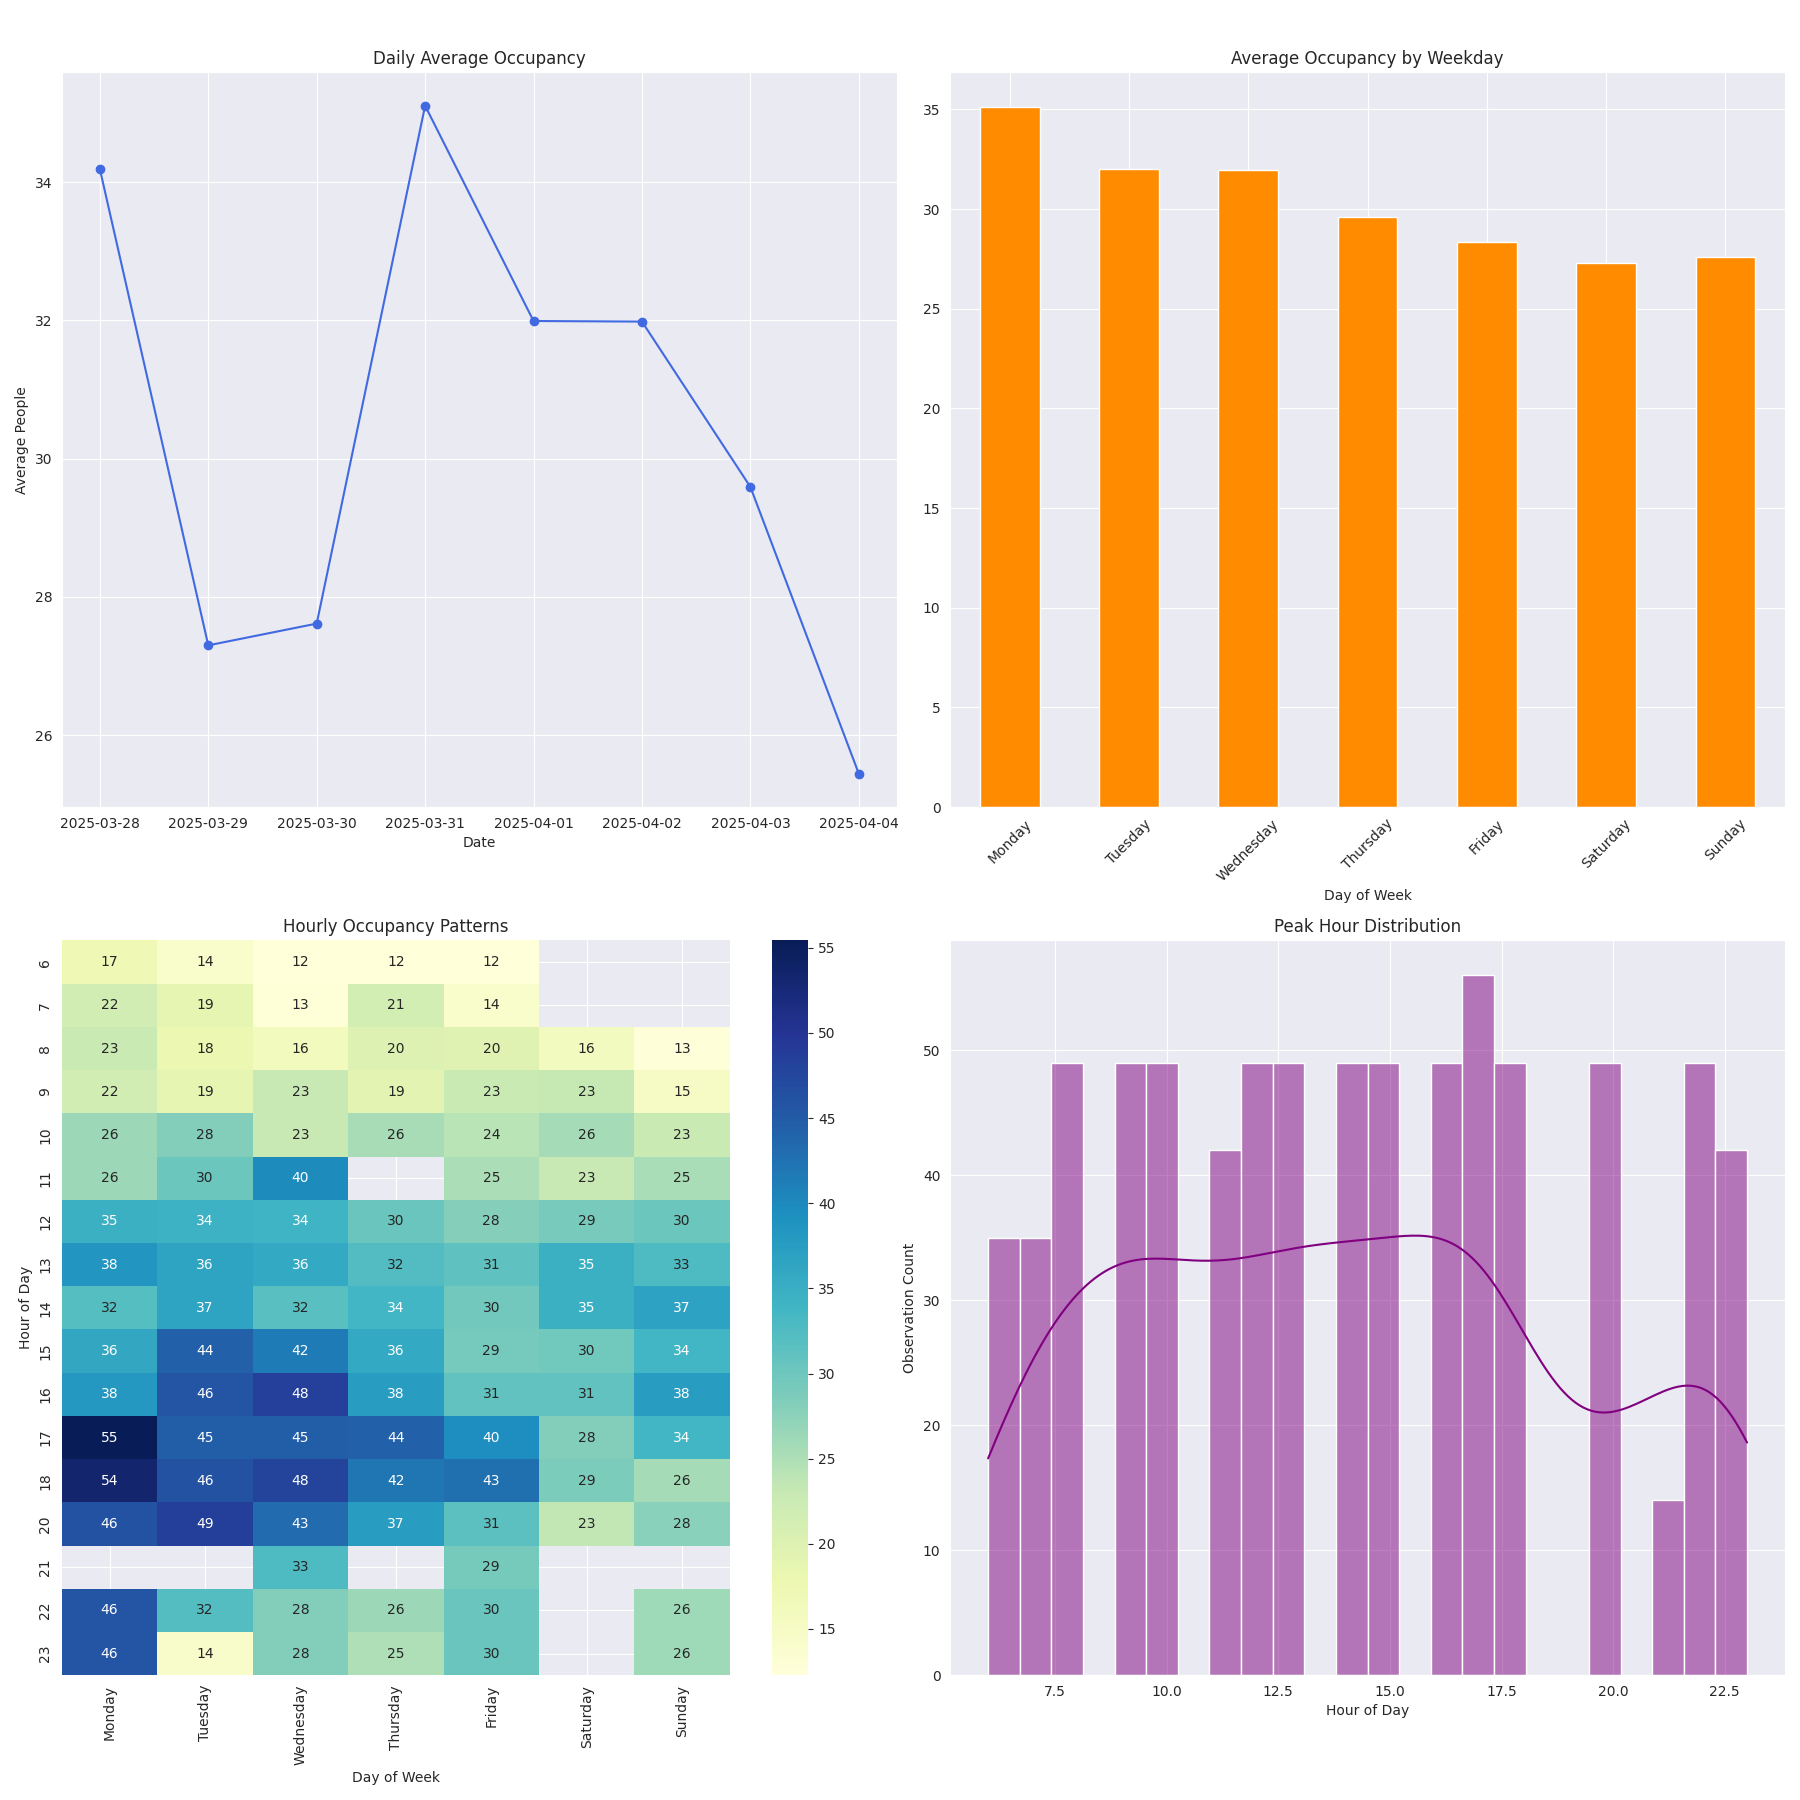 Daily Average Occupancy
Average People
34
32
30
28
26
2025-03-28 2025-03-29 2025-03-30 2025-03-31 2025-04-01 2025-04-02 2025-04-03 2025-04-04
Date
Average Occupancy by Weekday
35
30
25
20
15
10
5
0
Monday Tuesday Wednesday Thursday Friday Saturday Sunday
Day of Week
Hourly Occupancy Patterns
Hour of Day
6 17 14 12 12 12
7 22 19 13 21 14
8 23 18 16 20 20 16 13
9 22 19 23 19 23 23 15
10 26 28 23 26 24 26 23
11 26 30 40 25 23 25
12 35 34 34 30 28 29 30
13 38 36 36 32 31 35 33
14 32 37 32 34 30 35 37
15 36 44 42 36 29 30 34
16 38 46 48 38 31 31 38
17 55 45 45 44 40 28 34
18 54 46 48 42 43 29 26
20 46 49 43 37 31 23 28
21 33 29
22 46 32 28 26 30 26
23 46 14 28 25 30 26
Monday Tuesday Wednesday Thursday Friday Saturday Sunday
Day of Week
55
50
45
40
35
30
25
20
15
Peak Hour Distribution
Observation Count
50
40
30
20
10
0
7.5 10.0 12.5 15.0 17.5 20.0 22.5
Hour of Day